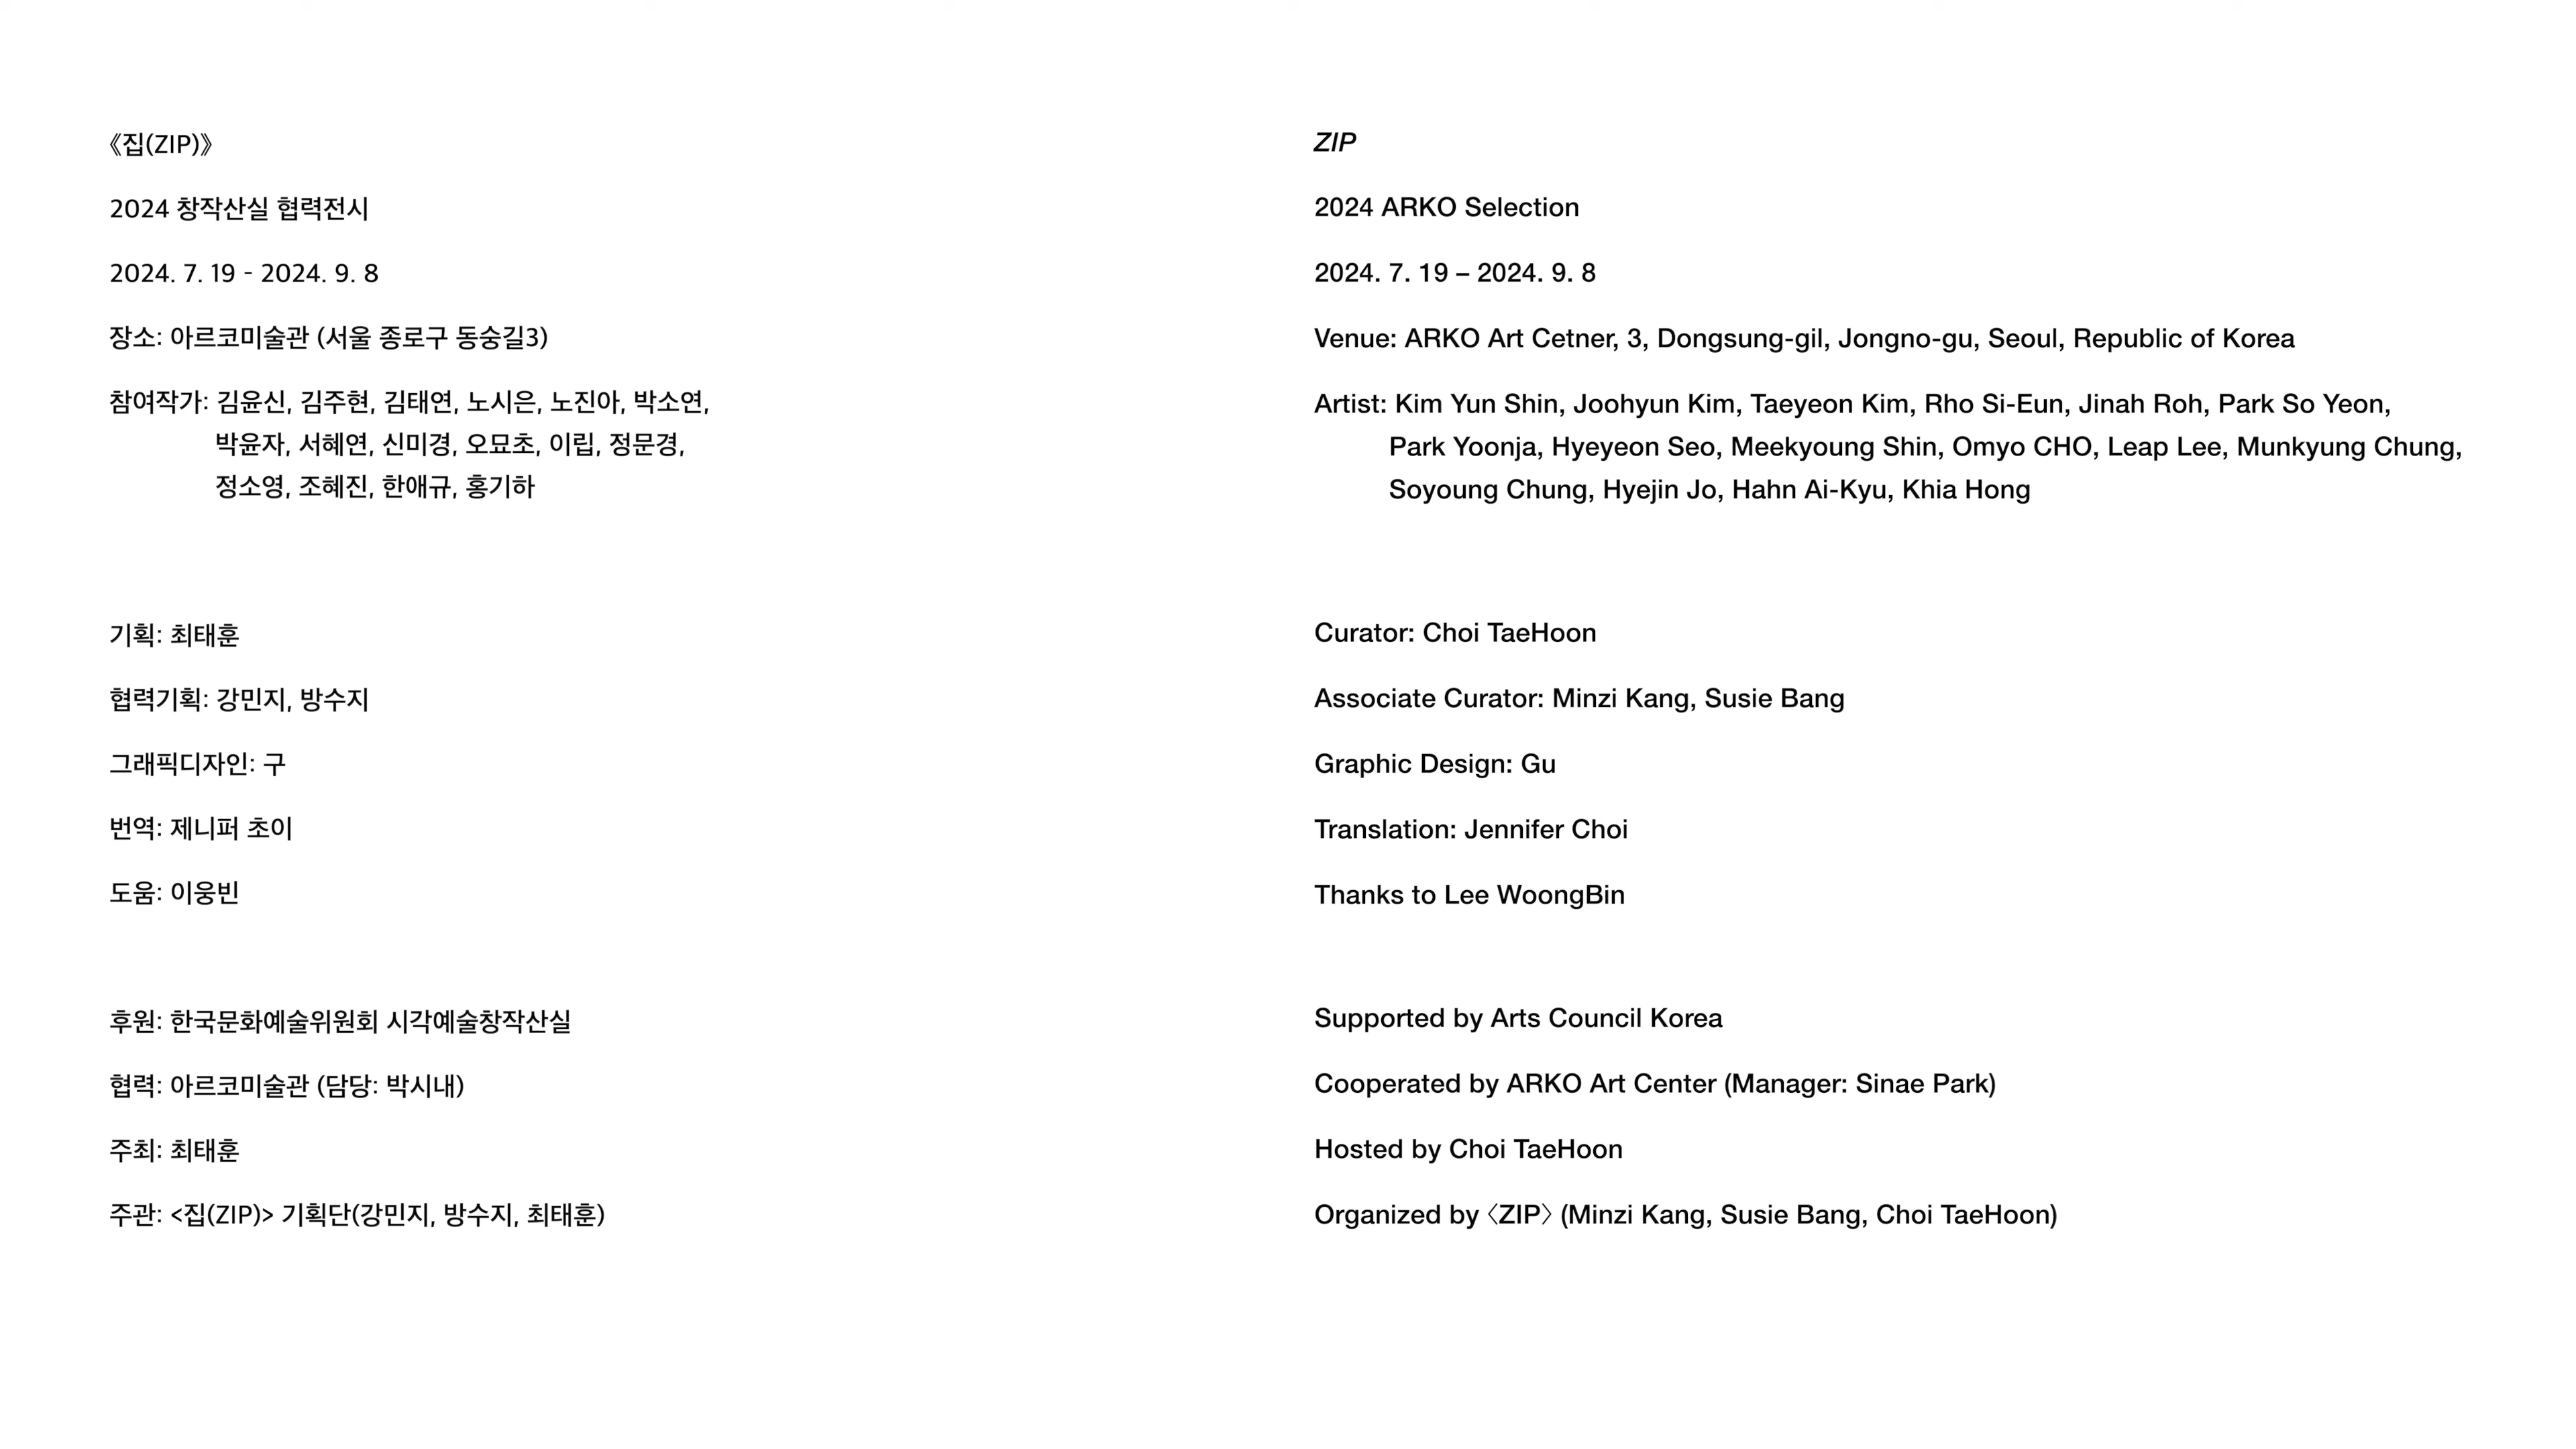 《집(ZIP)》
2024 창작산실 협력전시
2024. 7. 19 - 2024. 9. 8
장소: 아르코미술관 (서울 종로구 동숭길3)
참여작가: 김윤신, 김주현, 김태연, 노시은, 노진아, 박소연,
박윤자, 서혜연, 신미경, 오묘초, 이립, 정문경,
정소영, 조혜진, 한애규, 홍기하
기획: 최태훈
협력기획: 강민지, 방수지
그래픽디자인: 구
번역: 제니퍼 초이
도움: 이웅빈
후원: 한국문화예술위원회 시각예술창작산실
협력: 아르코미술관 (담당: 박시내)
주최: 최태훈
주관: <집(ZIP)> 기획단(강민지, 방수지, 최태훈)
ZIP
2024 ARKO Selection
2024. 7. 19 – 2024. 9. 8
Venue: ARKO Art Cetner, 3, Dongsung-gil, Jongno-gu, Seoul, Republic of Korea
Artist: Kim Yun Shin, Joohyun Kim, Taeyeon Kim, Rho Si-Eun, Jinah Roh, Park So Yeon,
Park Yoonja, Hyeyeon Seo, Meekyoung Shin, Omyo CHO, Leap Lee, Munkyung Chung,
Soyoung Chung, Hyejin Jo, Hahn Ai-Kyu, Khia Hong
Curator: Choi TaeHoon
Associate Curator: Minzi Kang, Susie Bang
Graphic Design: Gu
Translation: Jennifer Choi
Thanks to Lee WoongBin
Supported by Arts Council Korea
Cooperated by ARKO Art Center (Manager: Sinae Park)
Hosted by Choi TaeHoon
Organized by 〈ZIP〉 (Minzi Kang, Susie Bang, Choi TaeHoon)